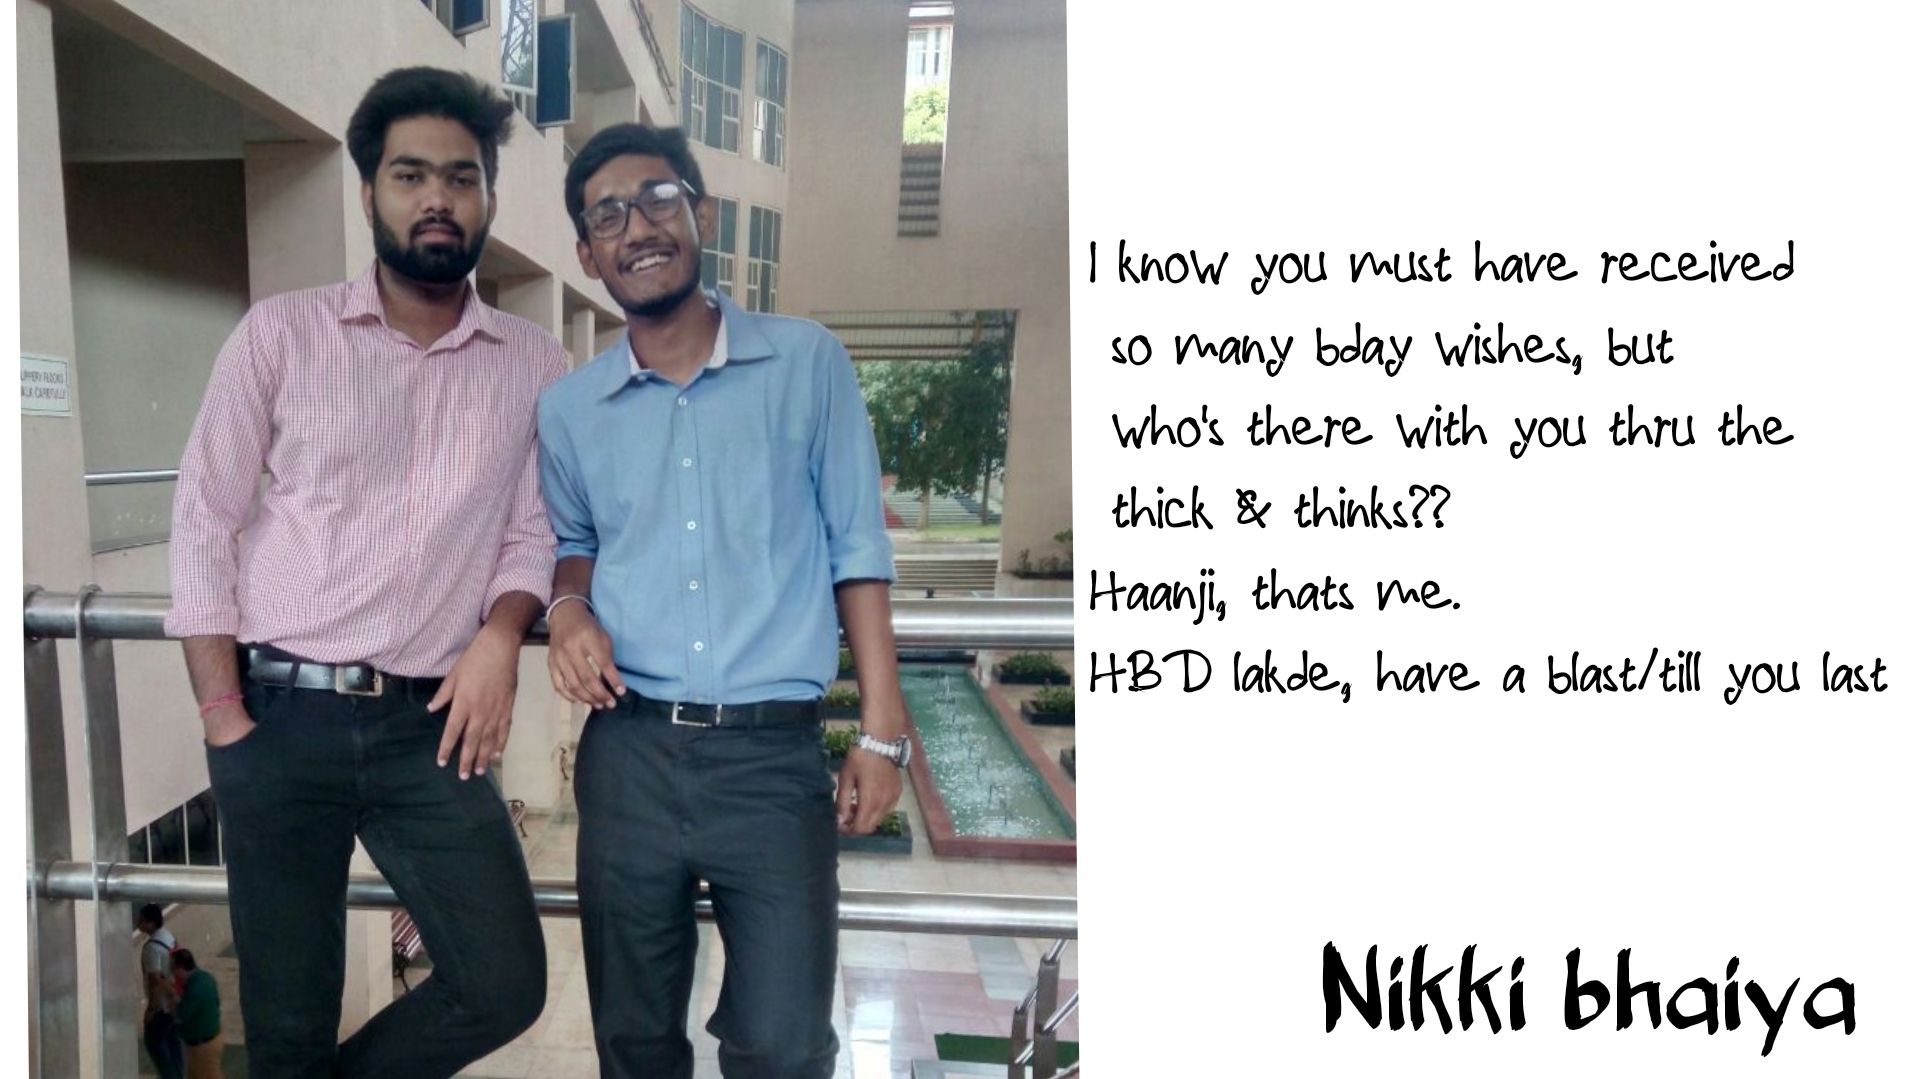 I know you must have received
so many bday wishes, but
who's there with you thru the
thick & thinks??
Haanji, thats me.
HBD lakde, have a blast/till you last
Nikki bhaiya